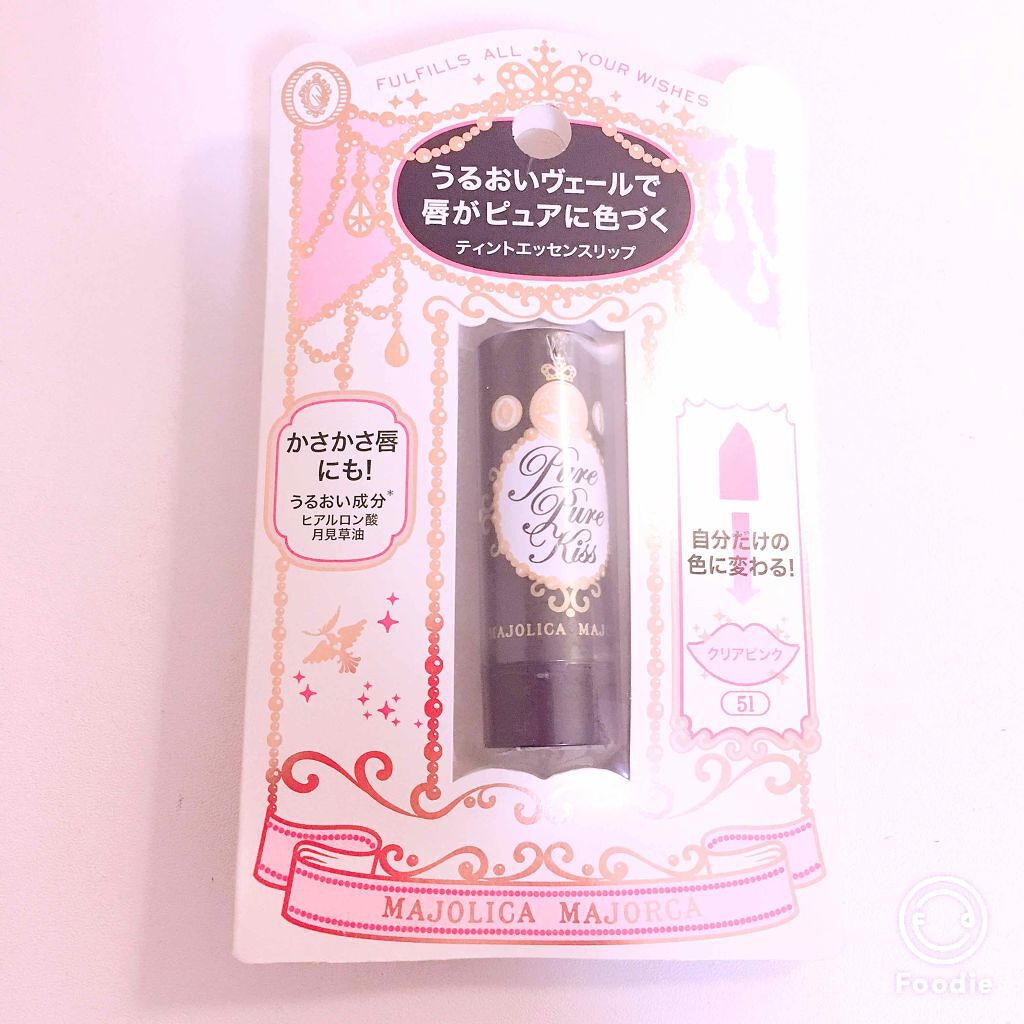 FULFILLS ALL YOUR WISHES
うるおいヴェールで
唇がピュアに色づく
ティントエッセンスリップ
かさかさ唇
にも!
うるおい成分*
ヒアルロン酸
月見草油
Pure
Pure
Kiss
MAJOLICA MAJO
自分だけの
色に変わる!
クリアピンク
51
MAJOLICA MAJORCA
Foodie